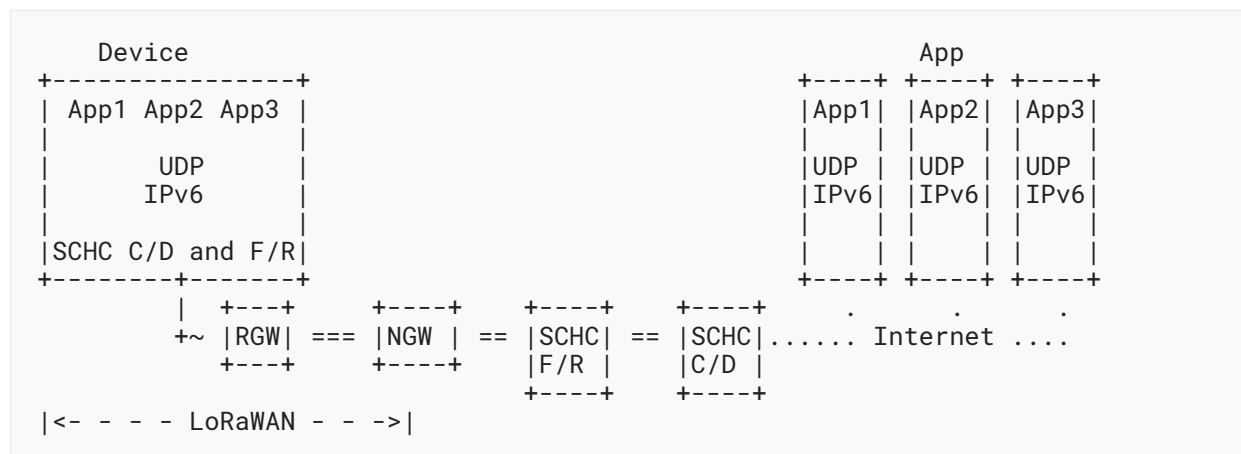 Device                                                App
+----------------+                                +----+ +----+ +----+
| App1 App2 App3 |                                |App1| |App2| |App3|
|                |                                |    | |    | |    |
|       UDP      |                                |UDP | |UDP | |UDP |
|      IPv6      |                                |IPv6| |IPv6| |IPv6|
|                |                                |    | |    | |    |
|SCHC C/D and F/R|                                |    | |    | |    |
+--------+-------+                                +----+ +----+ +----+
         |  +---+     +----+    +----+    +----+     .      .      .
         +~ |RGW| === |NGW | == |SCHC| == |SCHC|...... Internet ....
            +---+     +----+    |F/R |    |C/D |
                                +----+    +----+
|<- - - - LoRaWAN - - ->|